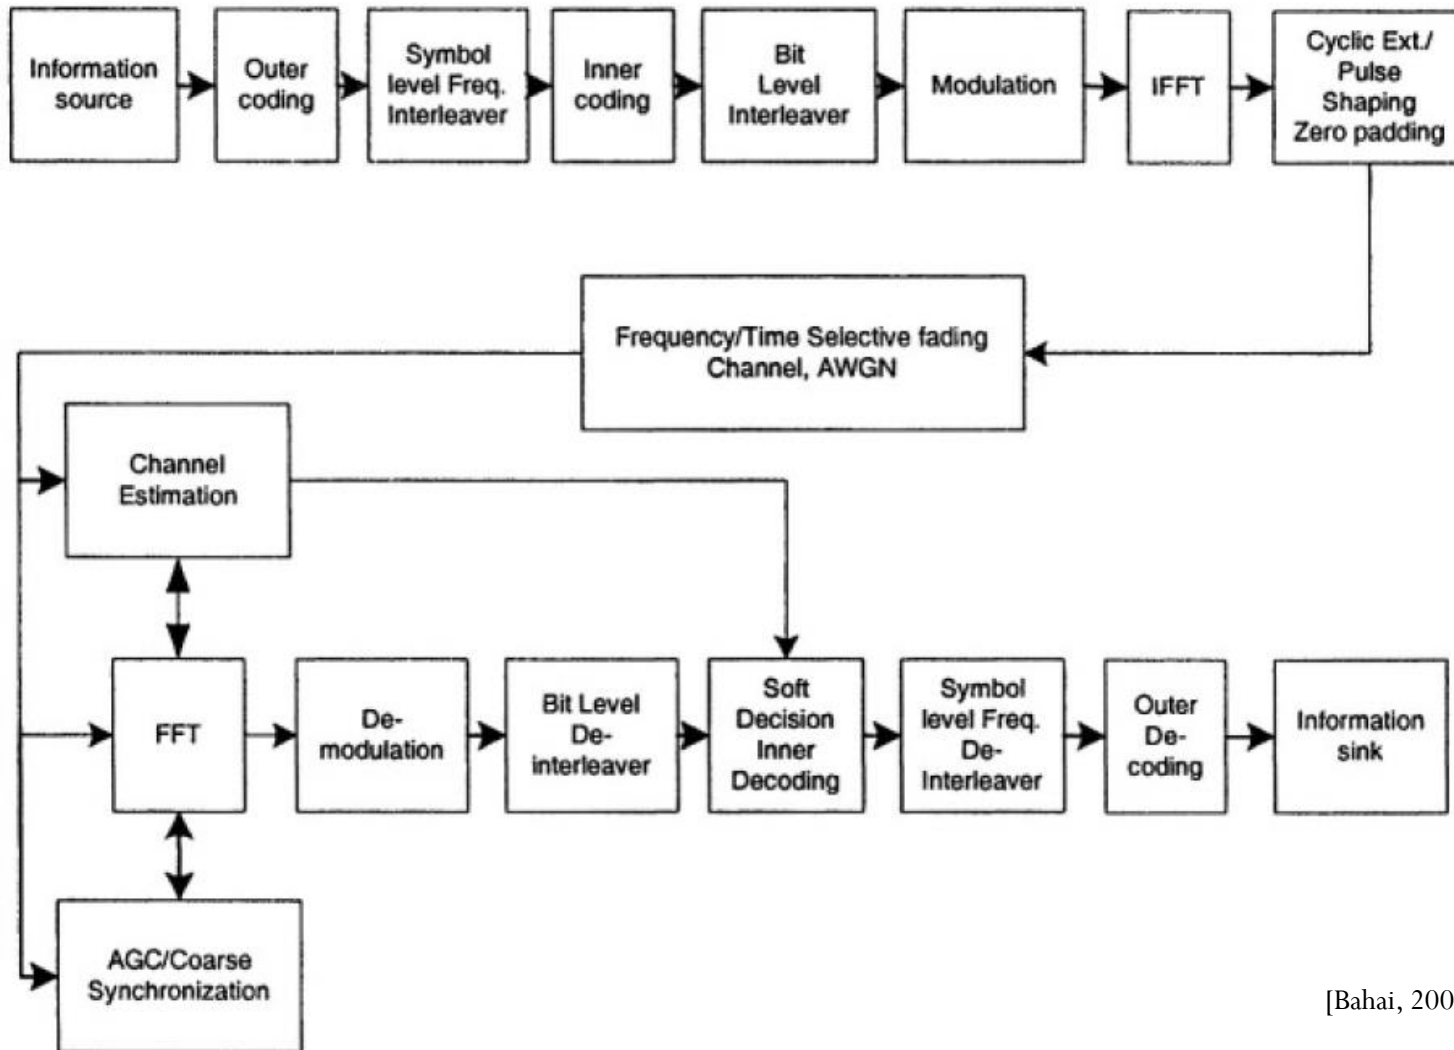 Information
source
Outer
coding
Symbol
level Freq.
Interleaver
Inner
coding
Bit
Level
Interleaver
Modulation
IFFT
Cyclic Ext./
Pulse
Shaping
Zero padding
Frequency/Time Selective fading
Channel, AWGN
Channel
Estimation
FFT
De-
modulation
Bit Level
De-
interleaver
Soft
Decision
Inner
Decoding
Symbol
level Freq.
De-
Interleaver
Outer
De-
coding
Information
sink
AGC/Coarse
Synchronization
[Bahai, 200